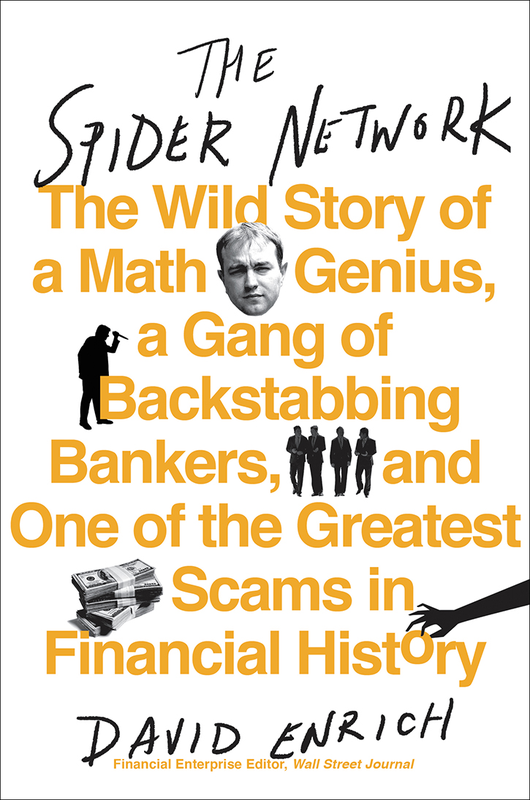 THE
SPIDER NETWORK
The Wild Story of
a Math Genius,
a Gang of
Backstabbing
Bankers, and
One of the Greatest
Scams in
Financial History
DAVID ENRICH
Financial Enterprise Editor, Wall Street Journal